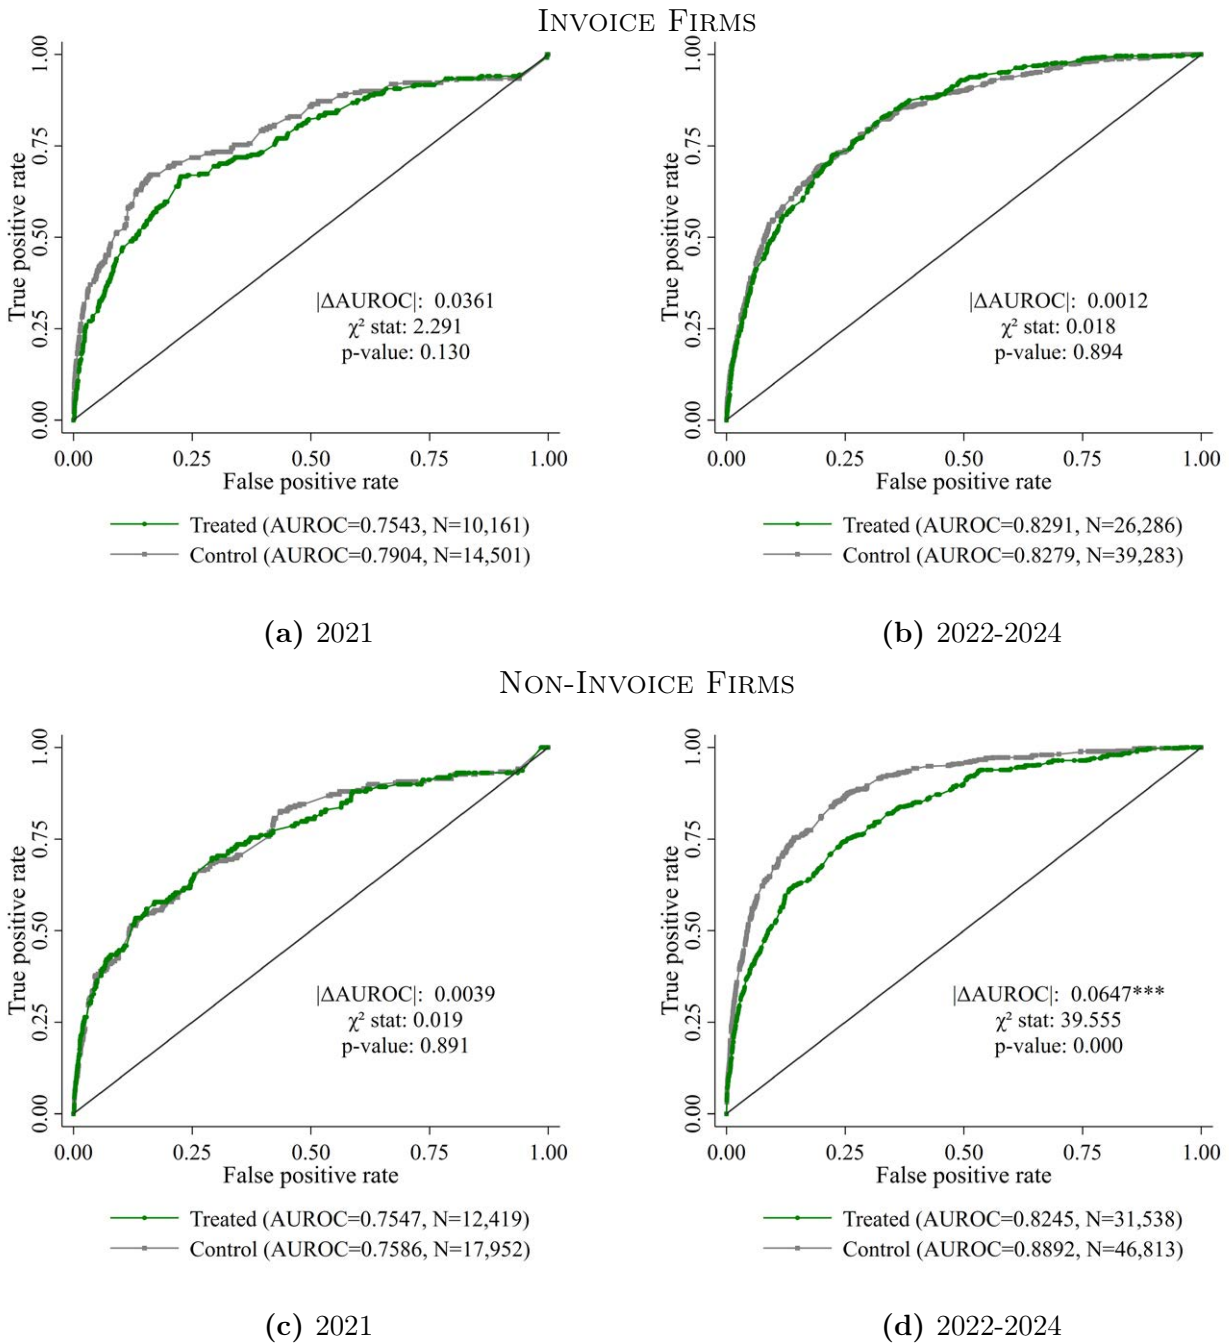 INVOICE FIRMS
True positive rate
1.00
0.75
0.50
0.25
0.00
|ΔAUROC|: 0.0361
χ² stat: 2.291
p-value: 0.130
0.00 0.25 0.50 0.75 1.00
False positive rate
Treated (AUROC=0.7543, N=10,161)
Control (AUROC=0.7904, N=14,501)
(a) 2021
True positive rate
1.00
0.75
0.50
0.25
0.00
|ΔAUROC|: 0.0012
χ² stat: 0.018
p-value: 0.894
0.00 0.25 0.50 0.75 1.00
False positive rate
Treated (AUROC=0.8291, N=26,286)
Control (AUROC=0.8279, N=39,283)
(b) 2022-2024
NON-INVOICE FIRMS
True positive rate
1.00
0.75
0.50
0.25
0.00
|ΔAUROC|: 0.0039
χ² stat: 0.019
p-value: 0.891
0.00 0.25 0.50 0.75 1.00
False positive rate
Treated (AUROC=0.7547, N=12,419)
Control (AUROC=0.7586, N=17,952)
(c) 2021
True positive rate
1.00
0.75
0.50
0.25
0.00
|ΔAUROC|: 0.0647***
χ² stat: 39.555
p-value: 0.000
0.00 0.25 0.50 0.75 1.00
False positive rate
Treated (AUROC=0.8245, N=31,538)
Control (AUROC=0.8892, N=46,813)
(d) 2022-2024